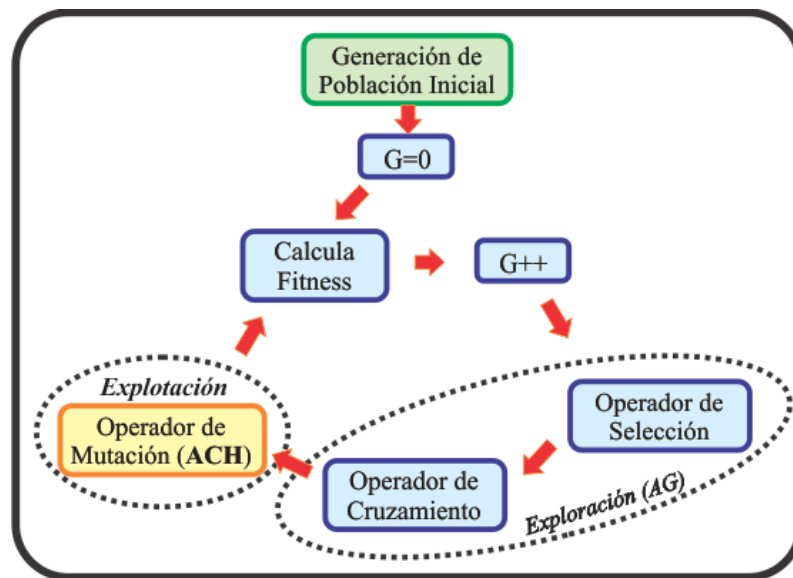 Generación de
Población Inicial
G=0
Calcula
Fitness
G++
Operador de
Selección
Operador de
Cruzamiento
Exploración (AG)
Explotación
Operador de
Mutación (ACH)